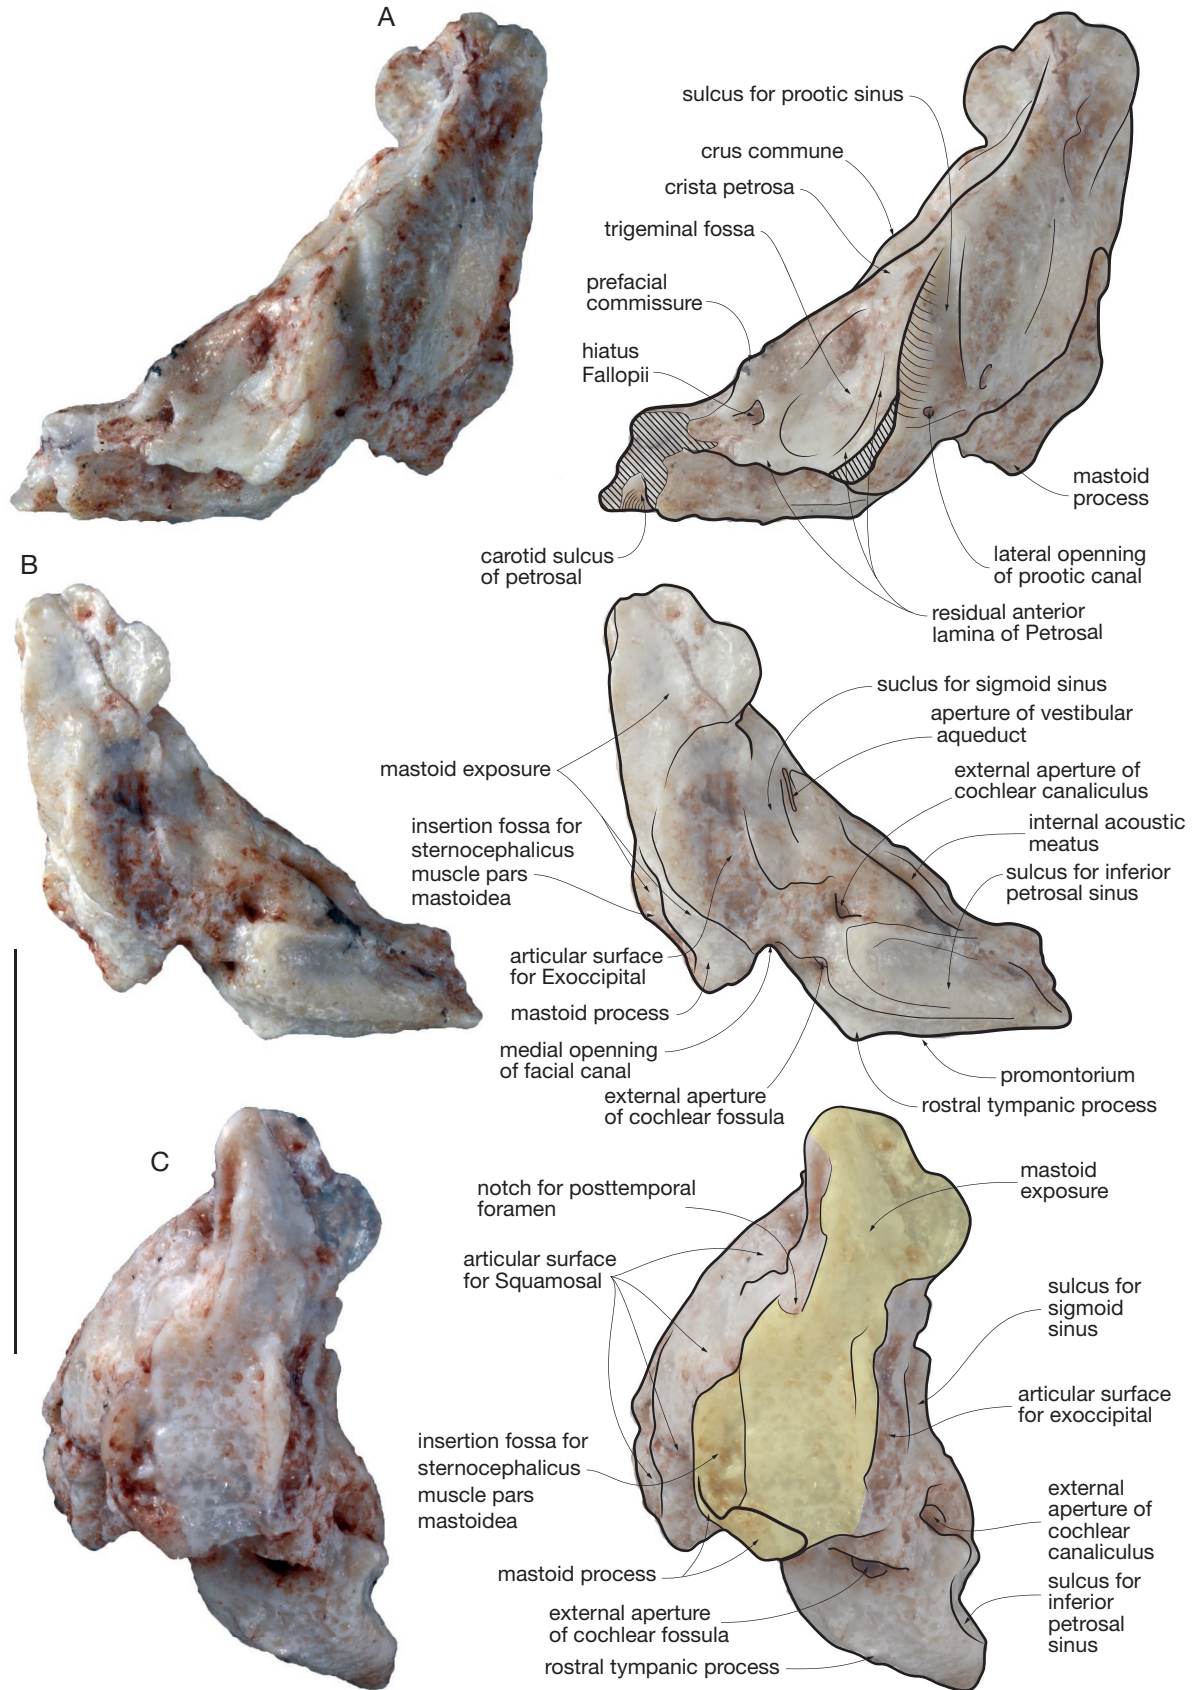 A
sulcus for prootic sinus
crus commune
crista petrosa
trigeminal fossa
prefacial
commissure
hiatus
Fallopii
mastoid
process
carotid sulcus
of petrosal
lateral openning
of prootic canal
residual anterior
lamina of Petrosal
B
suclus for sigmoid sinus
aperture of vestibular
aqueduct
mastoid exposure
external aperture of
cochlear canaliculus
insertion fossa for
sternocephalicus
muscle pars
mastoidea
internal acoustic
meatus
sulcus for inferior
petrosal sinus
articular surface
for Exoccipital
mastoid process
medial openning
of facial canal
external aperture
of cochlear fossula
promontorium
rostral tympanic process
C
notch for posttemporal
foramen
mastoid
exposure
articular surface
for Squamosal
sulcus for
sigmoid
sinus
articular surface
for exoccipital
insertion fossa for
sternocephalicus
muscle pars
mastoidea
external
aperture of
cochlear
canaliculus
mastoid process
sulcus for
inferior
petrosal
sinus
external aperture
of cochlear fossula
rostral tympanic process